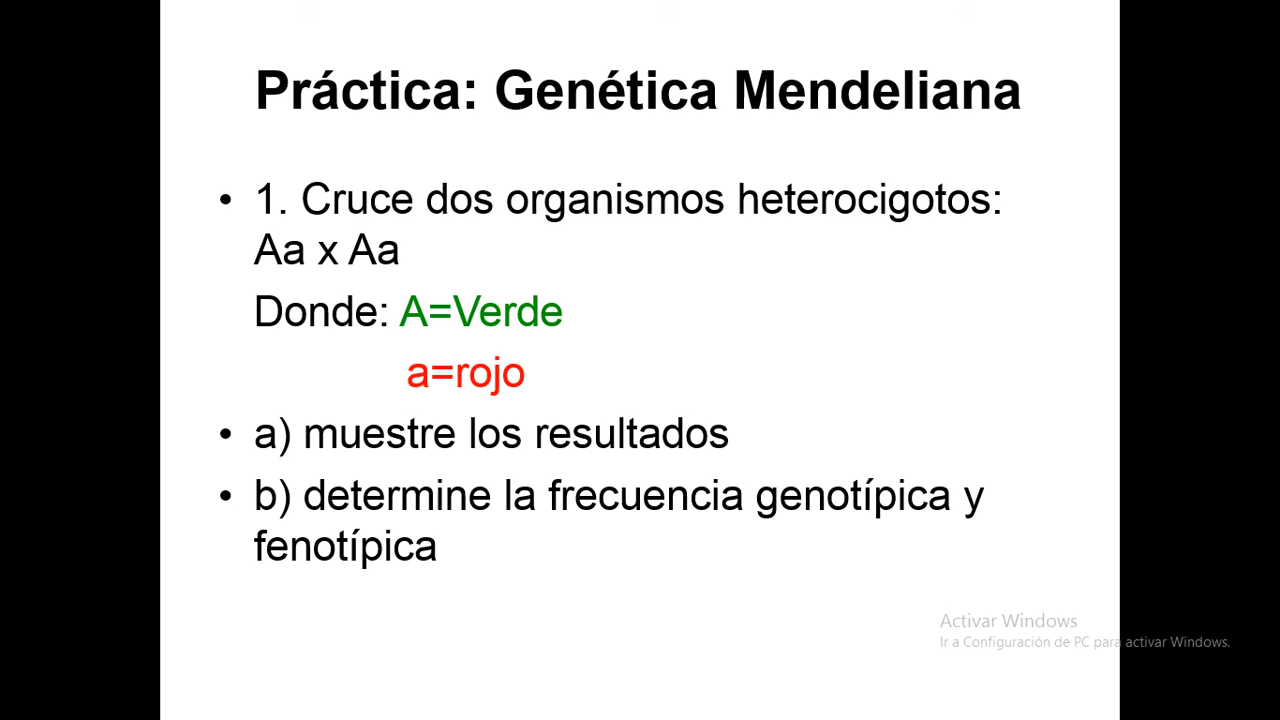 Práctica: Genética Mendeliana
• 1. Cruce dos organismos heterocigotos:
Aa x Aa
Donde: A=Verde
a=rojo
• a) muestre los resultados
• b) determine la frecuencia genotípica y
fenotípica
Activar Windows
Ir a Configuración de PC para activar Windows.